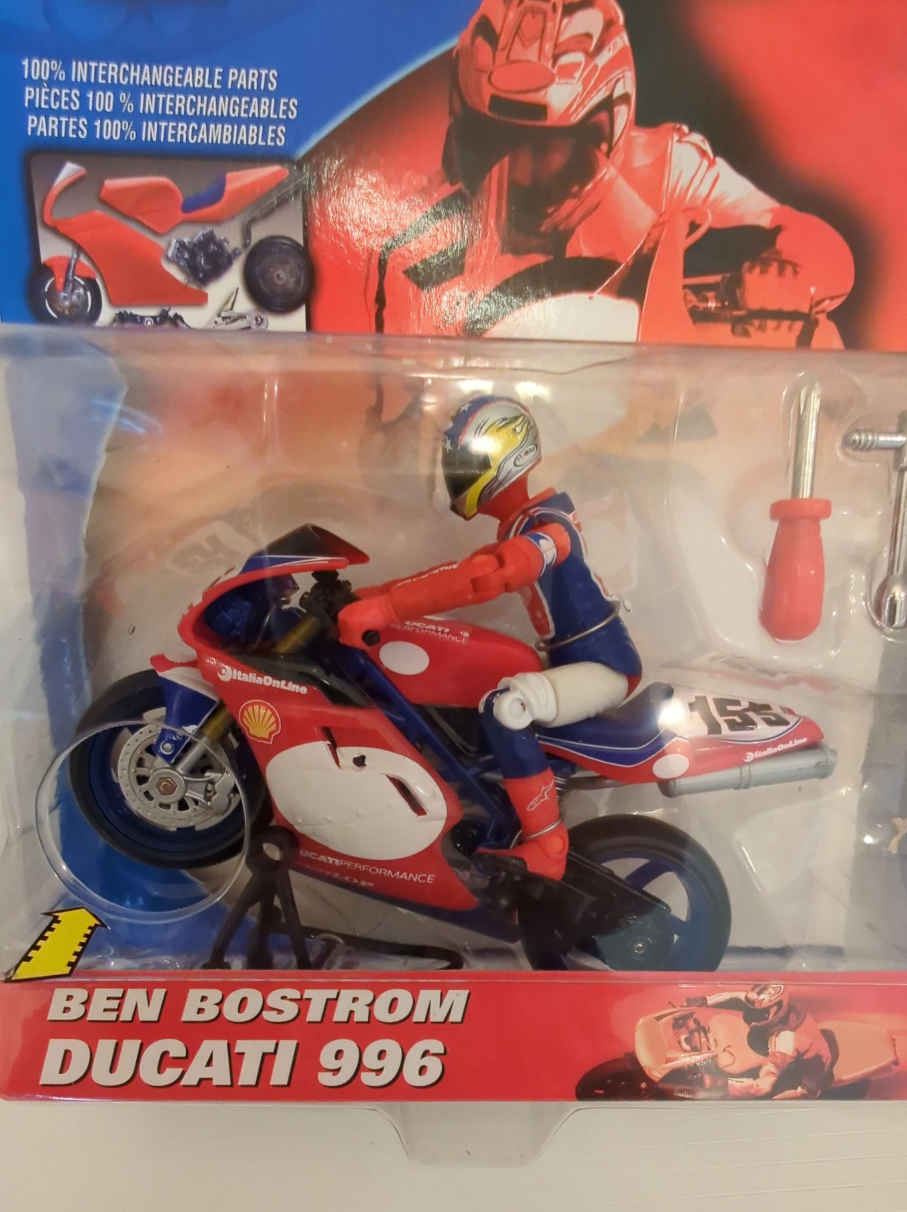 100% INTERCHANGEABLE PARTS
PIÈCES 100 % INTERCHANGEABLES
PARTES 100% INTERCAMBIABLES
DUCATI
PERFORMANCE
ItaliaOnLine
155
ItaliaOnLine
DUCATIPERFORMANCE
BEN BOSTROM
DUCATI 996